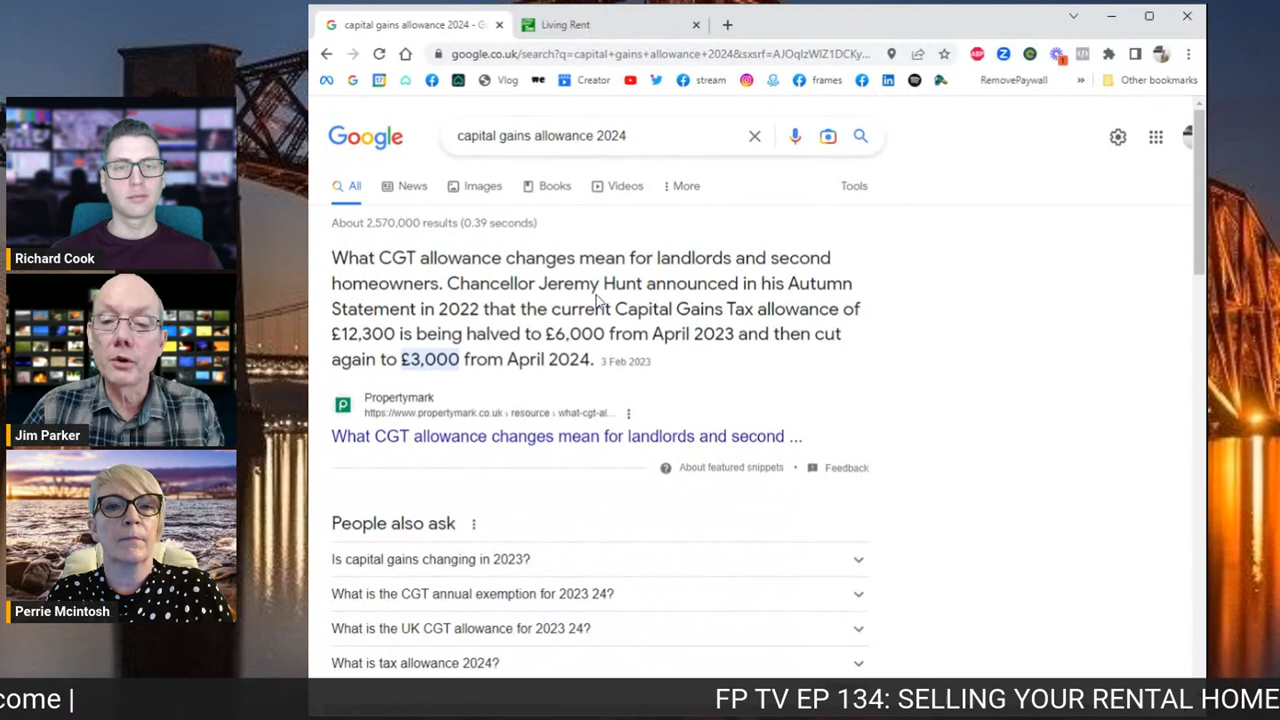 capital gains allowance 2024 - G
Living Rent
google.co.uk/search?q=capital+gains+allowance+2024&sxsrf=AJOqlzWIZ1DCKy...
Vlog
Creator
stream
frames
RemovePaywall
Other bookmarks
Google
capital gains allowance 2024
All
News
Images
Books
Videos
More
Tools
About 2,570,000 results (0.39 seconds)
What CGT allowance changes mean for landlords and second
homeowners. Chancellor Jeremy Hunt announced in his Autumn
Statement in 2022 that the current Capital Gains Tax allowance of
£12,300 is being halved to £6,000 from April 2023 and then cut
again to £3,000 from April 2024. 3 Feb 2023
Propertymark
https://www.propertymark.co.uk › resource › what-cgt-al...
What CGT allowance changes mean for landlords and second ...
About featured snippets
Feedback
People also ask
Is capital gains changing in 2023?
What is the CGT annual exemption for 2023 24?
What is the UK CGT allowance for 2023 24?
What is tax allowance 2024?
Richard Cook
Jim Parker
Perrie Mcintosh
come |
FP TV EP 134: SELLING YOUR RENTAL HOME